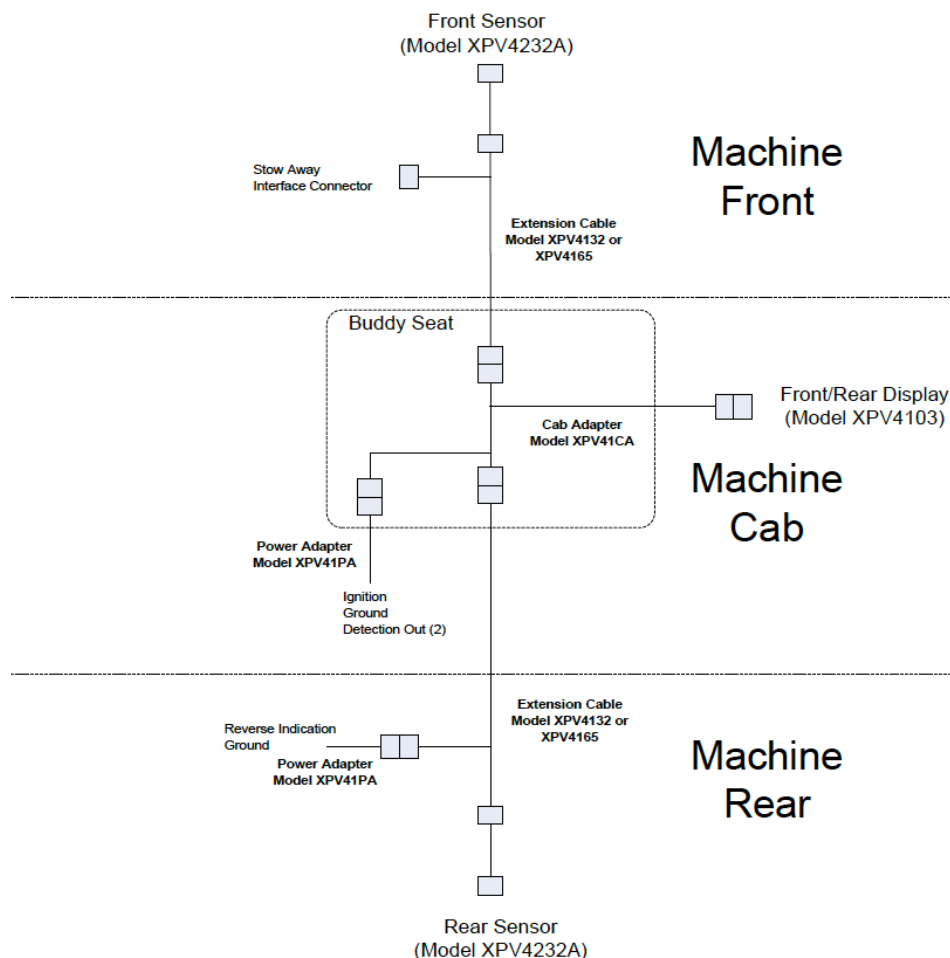 Front Sensor
(Model XPV4232A)
Machine
Front
Stow Away
Interface Connector
Extension Cable
Model XPV4132 or
XPV4165
Buddy Seat
Front/Rear Display
(Model XPV4103)
Cab Adapter
Model XPV41CA
Machine
Cab
Power Adapter
Model XPV41PA
Ignition
Ground
Detection Out (2)
Extension Cable
Model XPV4132 or
XPV4165
Reverse Indication
Ground
Power Adapter
Model XPV41PA
Machine
Rear
Rear Sensor
(Model XPV4232A)